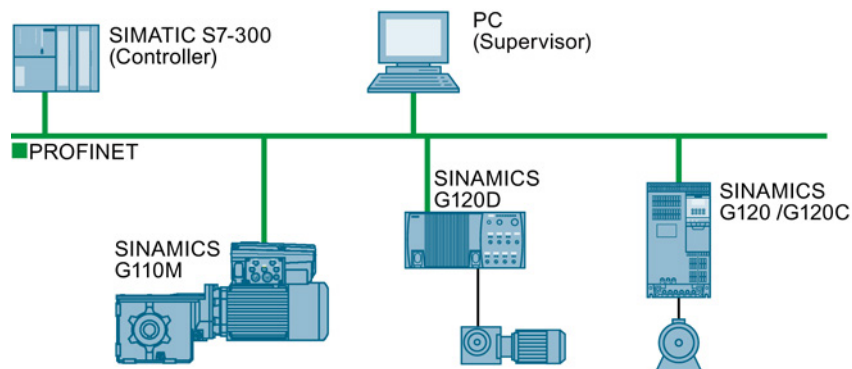 SIMATIC S7-300
(Controller)
PC
(Supervisor)
PROFINET
SINAMICS
G110M
SINAMICS
G120D
SINAMICS
G120 /G120C